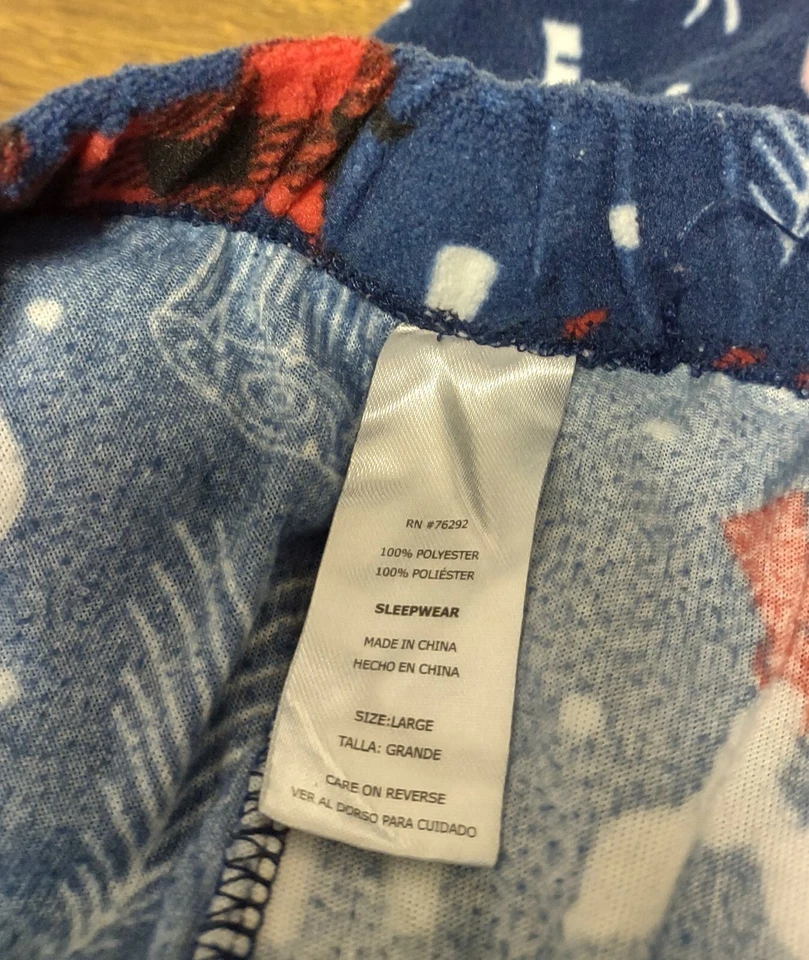 RN #76292
100% POLYESTER
100% POLIÉSTER
SLEEPWEAR
MADE IN CHINA
HECHO EN CHINA
SIZE:LARGE
TALLA: GRANDE
CARE ON REVERSE
VER AL DORSO PARA CUIDADO